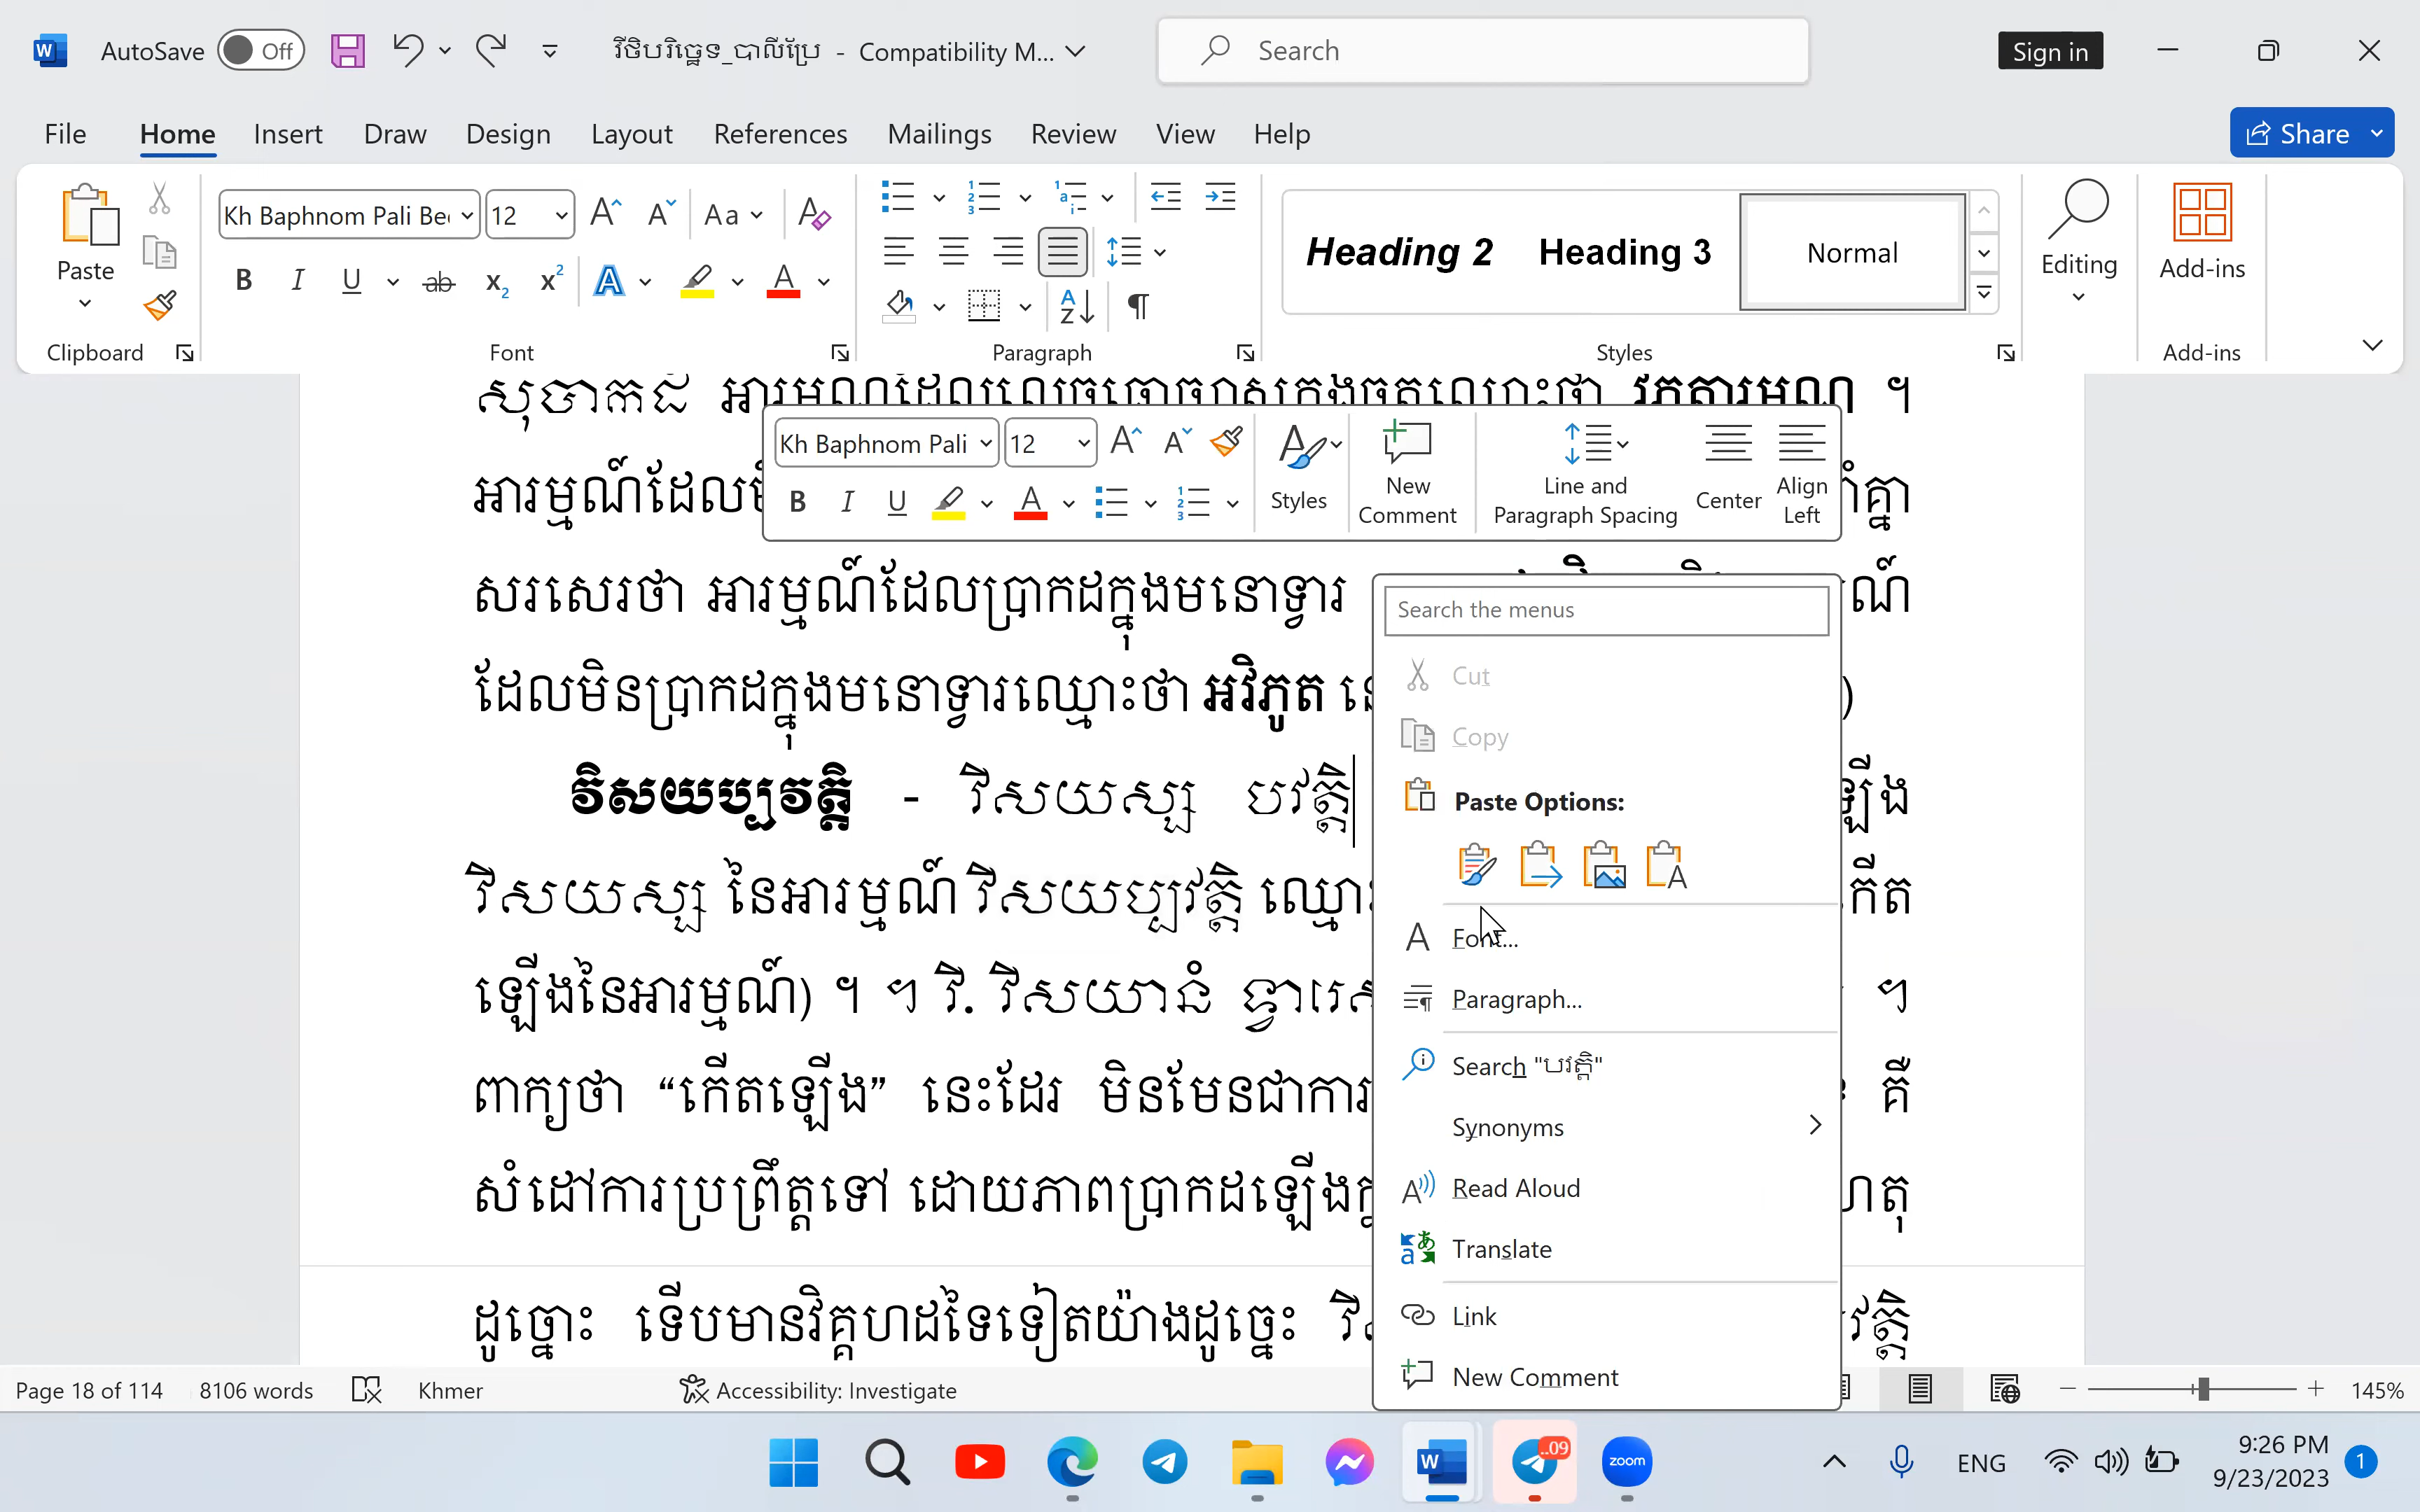 AutoSave Off វីថិបរិច្ឆេទ_បាលីប្រែ - Compatibility M... Search Sign in
File Home Insert Draw Design Layout References Mailings Review View Help Share
Paste Kh Baphnom Pali Be 12 Aa Heading 2 Heading 3 Normal Editing Add-ins
Clipboard Font Paragraph Styles Add-ins
Kh Baphnom Pali 12 Styles New Comment Line and Paragraph Spacing Center Align Left
អារម្មណ៍ដែល
សរសេរថា អារម្មណ៍ដែលប្រាកដក្នុងមនោទ្វារ
ដែលមិនប្រាកដក្នុងមនោទ្វារឈ្មោះថា អវិភូត
វិសយប្បវត្តិ - វិសយស្ស បវត្តិ
វិសយស្ស នៃអារម្មណ៍ វិសយប្បវត្តិ ឈ្មោះ កើត
ឡើងនៃអារម្មណ៍) ។ ៗ វិ. វិសយានំ ៗ
ពាក្យថា “កើតឡើង” នេះដែរ មិនមែនជាការ គឺ
សំដៅការប្រព្រឹត្តទៅ ដោយភាពប្រាកដឡើង ហេតុ
ដូច្នោះ ទើបមានវិគ្គហដទៃទៀតយ៉ាងដូច្នេះ
Search the menus
Cut
Copy
Paste Options:
Font...
Paragraph...
Search "បវត្តិ"
Synonyms
Read Aloud
Translate
Link
New Comment
Page 18 of 114 8106 words Khmer Accessibility: Investigate 145%
..09 zoom ENG 9:26 PM 1
9/23/2023